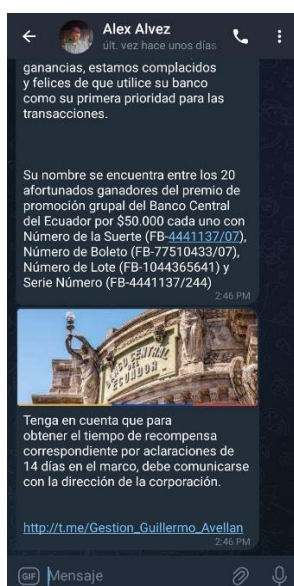 Alex Alvez
últ. vez hace unos días
ganancias, estamos complacidos
y felices de que utilice su banco
como su primera prioridad para las
transacciones.
Su nombre se encuentra entre los 20
afortunados ganadores del premio de
promoción grupal del Banco Central
del Ecuador por $50.000 cada uno con
Número de la Suerte (FB-4441137/07),
Número de Boleto (FB-77510433/07),
Número de Lote (FB-1044365641) y
Serie Número (FB-4441137/244)
2:46 PM
BANCO CENTRAL
DEL
ECUADOR
Tenga en cuenta que para
obtener el tiempo de recompensa
correspondiente por aclaraciones de
14 días en el marco, debe comunicarse
con la dirección de la corporación.
http://t.me/Gestion_Guillermo_Avellan
2:46 PM
GIF
Mensaje